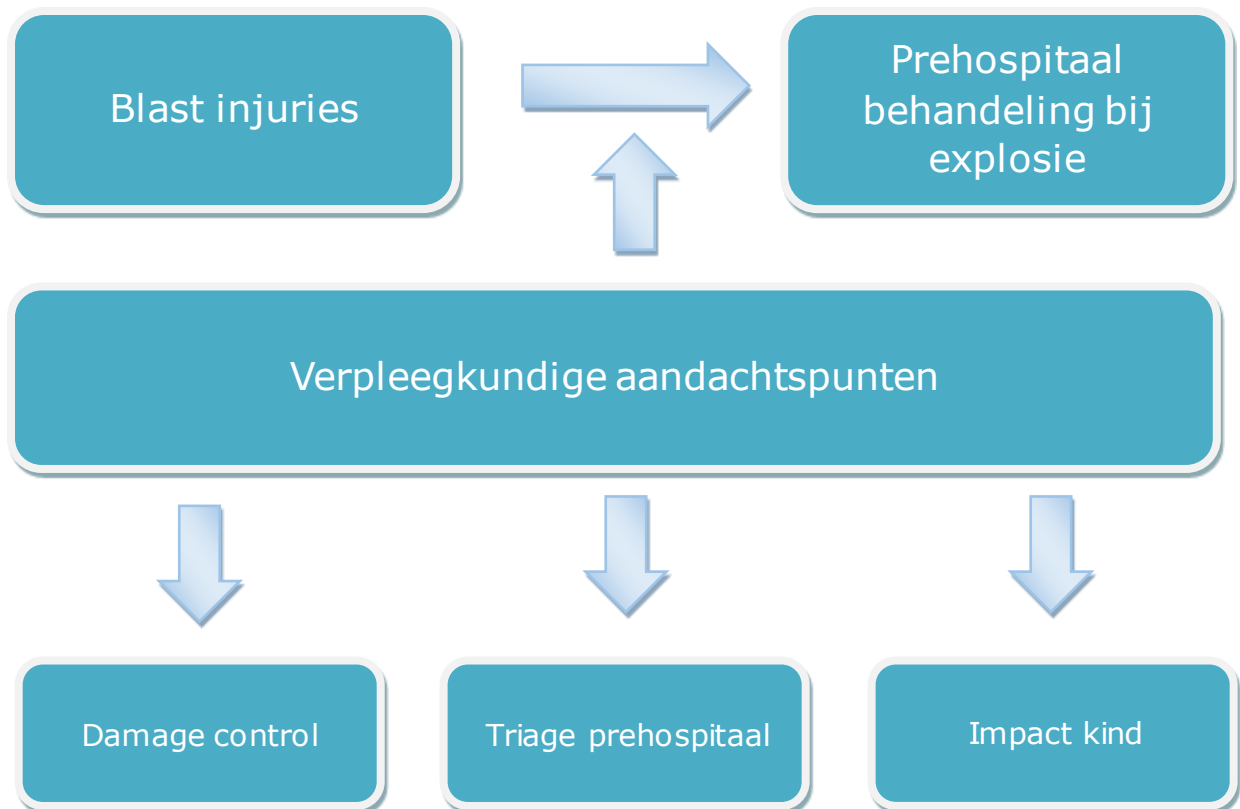 Blast injuries
Prehospitaal
behandeling bij
explosie
Verpleegkundige aandachtspunten
Damage control
Triage prehospitaal
Impact kind